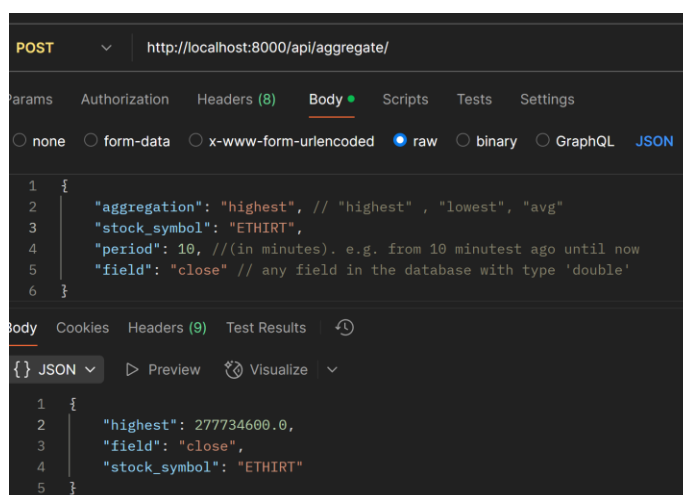 POST http://localhost:8000/api/aggregate/
Params Authorization Headers (8) Body Scripts Tests Settings
none form-data x-www-form-urlencoded raw binary GraphQL JSON
1 {
2 "aggregation": "highest", // "highest" , "lowest", "avg"
3 "stock_symbol": "ETHIRT",
4 "period": 10, //(in minutes). e.g. from 10 minutest ago until now
5 "field": "close" // any field in the database with type 'double'
6 }
Body Cookies Headers (9) Test Results
{} JSON Preview Visualize
1 {
2 "highest": 277734600.0,
3 "field": "close",
4 "stock_symbol": "ETHIRT"
5 }